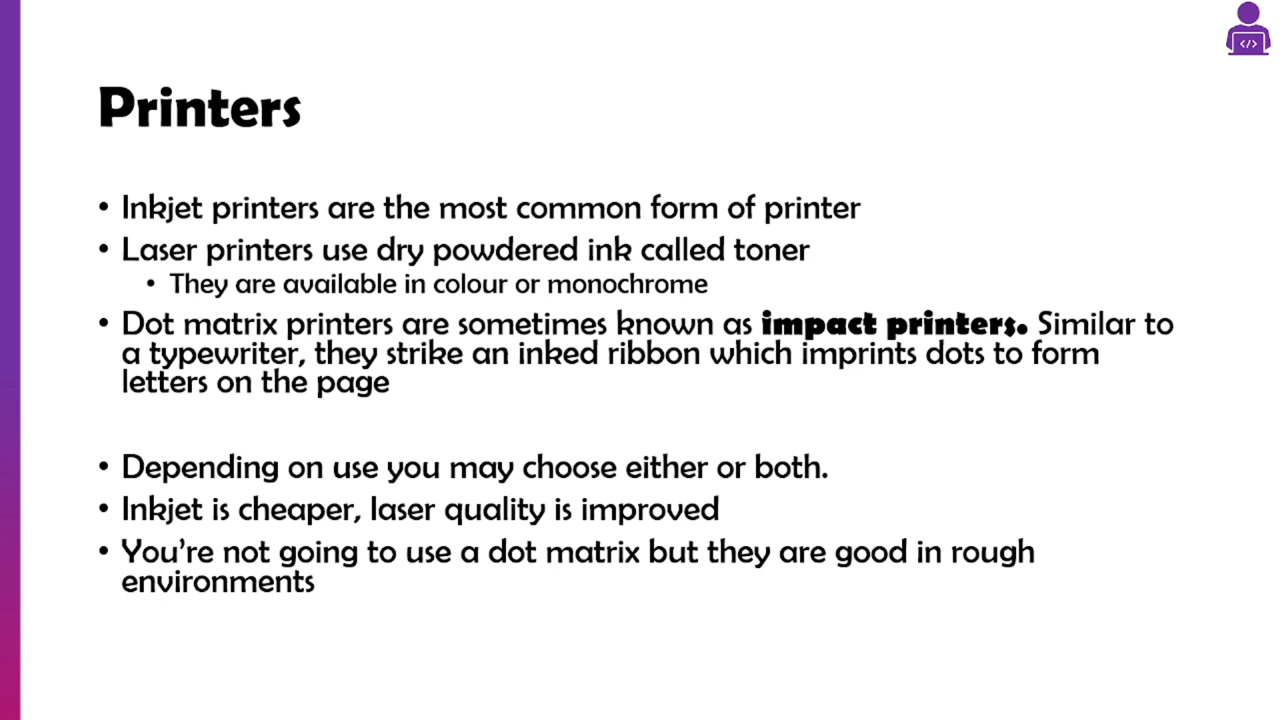 </>
Printers
• Inkjet printers are the most common form of printer
• Laser printers use dry powdered ink called toner
• They are available in colour or monochrome
• Dot matrix printers are sometimes known as impact printers. Similar to
a typewriter, they strike an inked ribbon which imprints dots to form
letters on the page
• Depending on use you may choose either or both.
• Inkjet is cheaper, laser quality is improved
• You’re not going to use a dot matrix but they are good in rough
environments